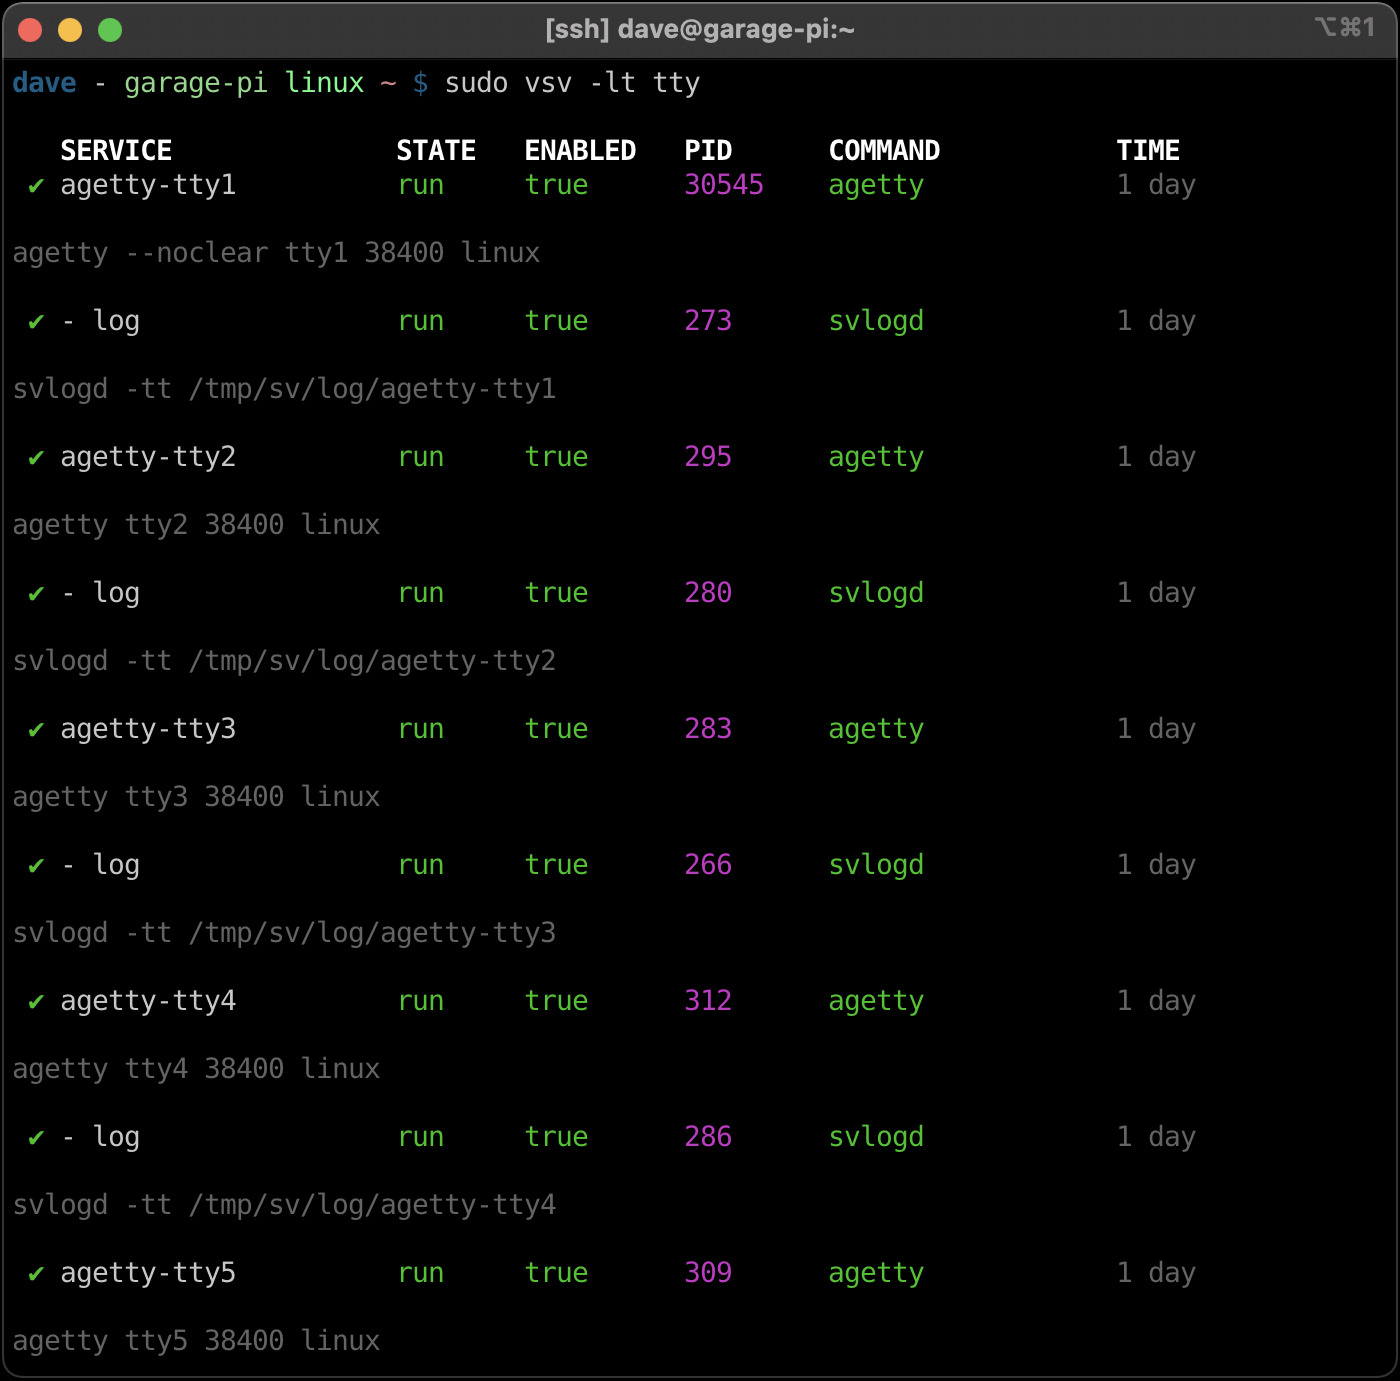 [ssh] dave@garage-pi:~ ⌥⌘1
dave - garage-pi linux ~ $ sudo vsv -lt tty
SERVICE STATE ENABLED PID COMMAND TIME
✔ agetty-tty1 run true 30545 agetty 1 day
agetty --noclear tty1 38400 linux
✔ - log run true 273 svlogd 1 day
svlogd -tt /tmp/sv/log/agetty-tty1
✔ agetty-tty2 run true 295 agetty 1 day
agetty tty2 38400 linux
✔ - log run true 280 svlogd 1 day
svlogd -tt /tmp/sv/log/agetty-tty2
✔ agetty-tty3 run true 283 agetty 1 day
agetty tty3 38400 linux
✔ - log run true 266 svlogd 1 day
svlogd -tt /tmp/sv/log/agetty-tty3
✔ agetty-tty4 run true 312 agetty 1 day
agetty tty4 38400 linux
✔ - log run true 286 svlogd 1 day
svlogd -tt /tmp/sv/log/agetty-tty4
✔ agetty-tty5 run true 309 agetty 1 day
agetty tty5 38400 linux